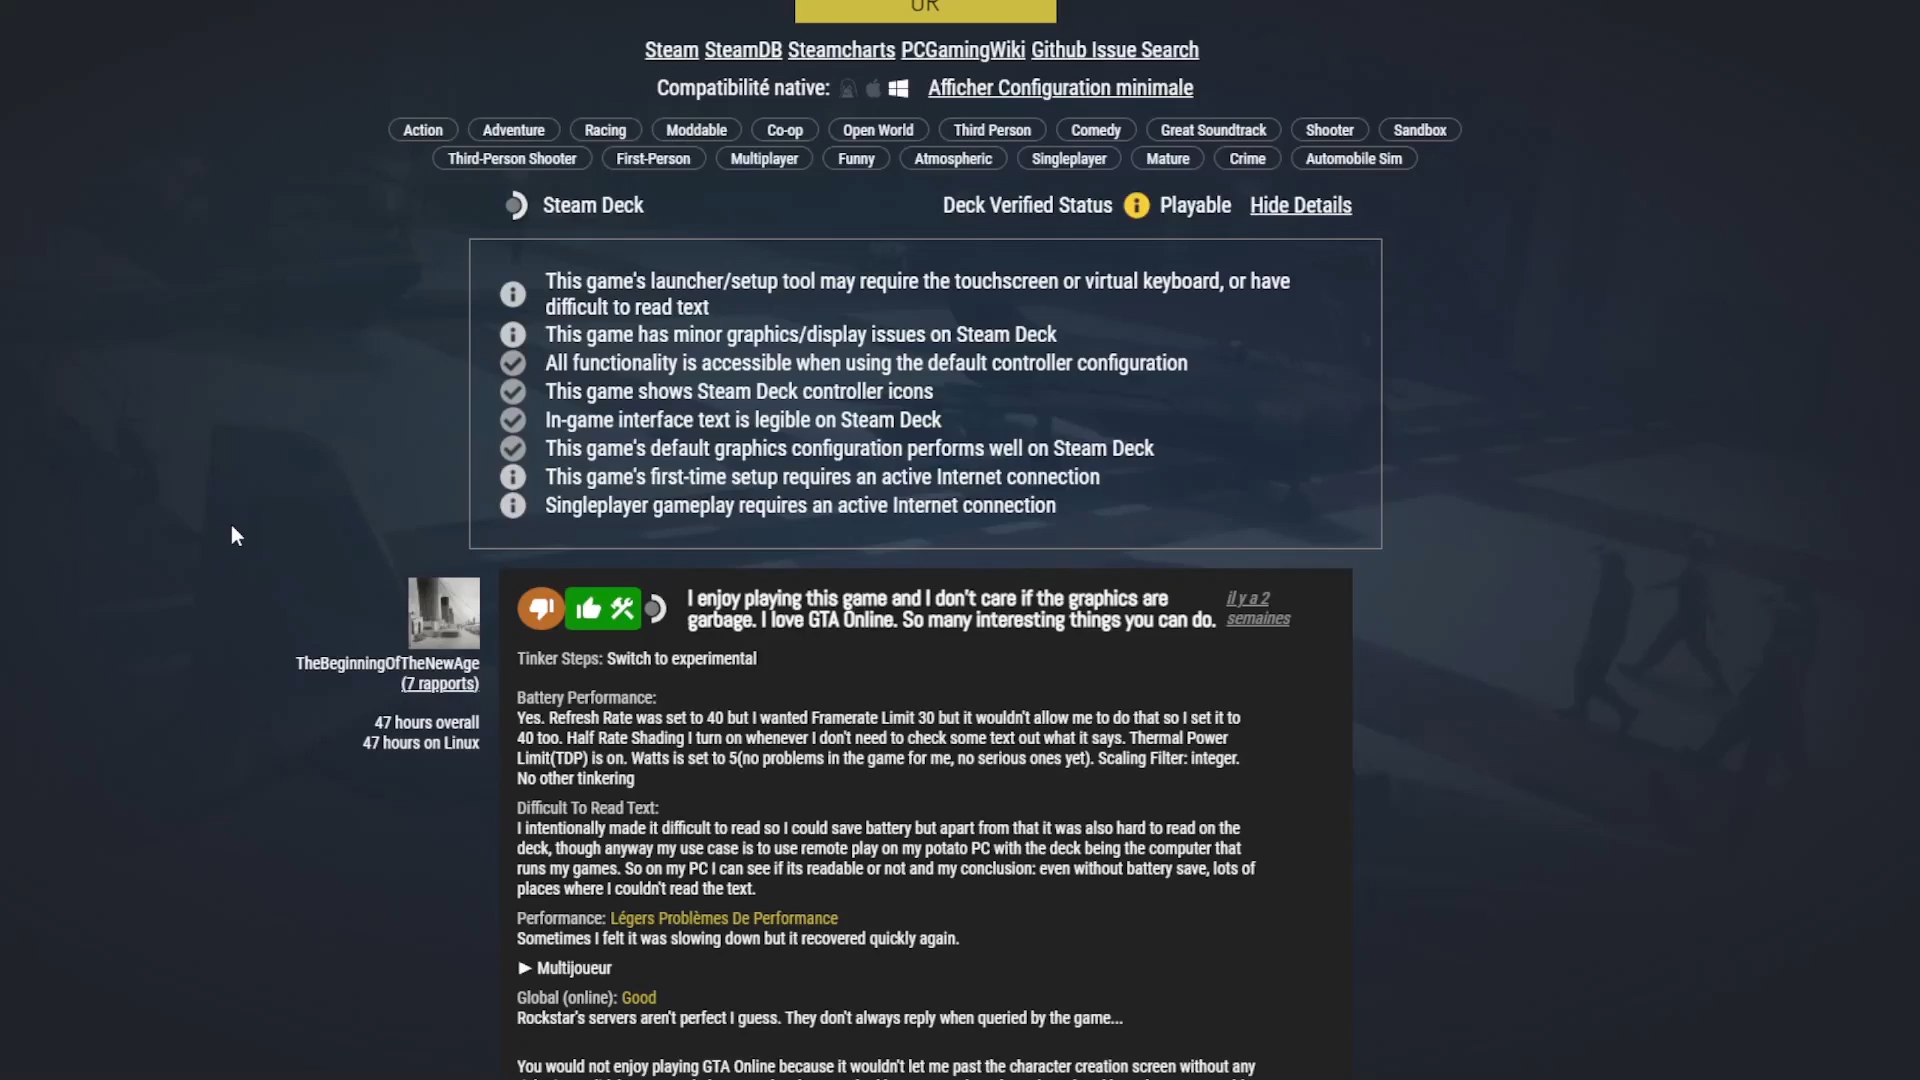 OR
Steam SteamDB Steamcharts PCGamingWiki Github Issue Search
Compatibilité native: Afficher Configuration minimale
Action Adventure Racing Moddable Co-op Open World Third Person Comedy Great Soundtrack Shooter Sandbox
Third-Person Shooter First-Person Multiplayer Funny Atmospheric Singleplayer Mature Crime Automobile Sim
Steam Deck Deck Verified Status Playable Hide Details
This game's launcher/setup tool may require the touchscreen or virtual keyboard, or have
difficult to read text
This game has minor graphics/display issues on Steam Deck
All functionality is accessible when using the default controller configuration
This game shows Steam Deck controller icons
In-game interface text is legible on Steam Deck
This game's default graphics configuration performs well on Steam Deck
This game's first-time setup requires an active Internet connection
Singleplayer gameplay requires an active Internet connection
TheBeginningOfTheNewAge
(7 rapports)
47 hours overall
47 hours on Linux
I enjoy playing this game and I don't care if the graphics are
garbage. I love GTA Online. So many interesting things you can do.
il y a 2
semaines
Tinker Steps: Switch to experimental
Battery Performance:
Yes. Refresh Rate was set to 40 but I wanted Framerate Limit 30 but it wouldn't allow me to do that so I set it to
40 too. Half Rate Shading I turn on whenever I don't need to check some text out what it says. Thermal Power
Limit(TDP) is on. Watts is set to 5(no problems in the game for me, no serious ones yet). Scaling Filter: integer.
No other tinkering
Difficult To Read Text:
I intentionally made it difficult to read so I could save battery but apart from that it was also hard to read on the
deck, though anyway my use case is to use remote play on my potato PC with the deck being the computer that
runs my games. So on my PC I can see if its readable or not and my conclusion: even without battery save, lots of
places where I couldn't read the text.
Performance: Légers Problèmes De Performance
Sometimes I felt it was slowing down but it recovered quickly again.
► Multijoueur
Global (online): Good
Rockstar's servers aren't perfect I guess. They don't always reply when queried by the game...
You would not enjoy playing GTA Online because it wouldn't let me past the character creation screen without any